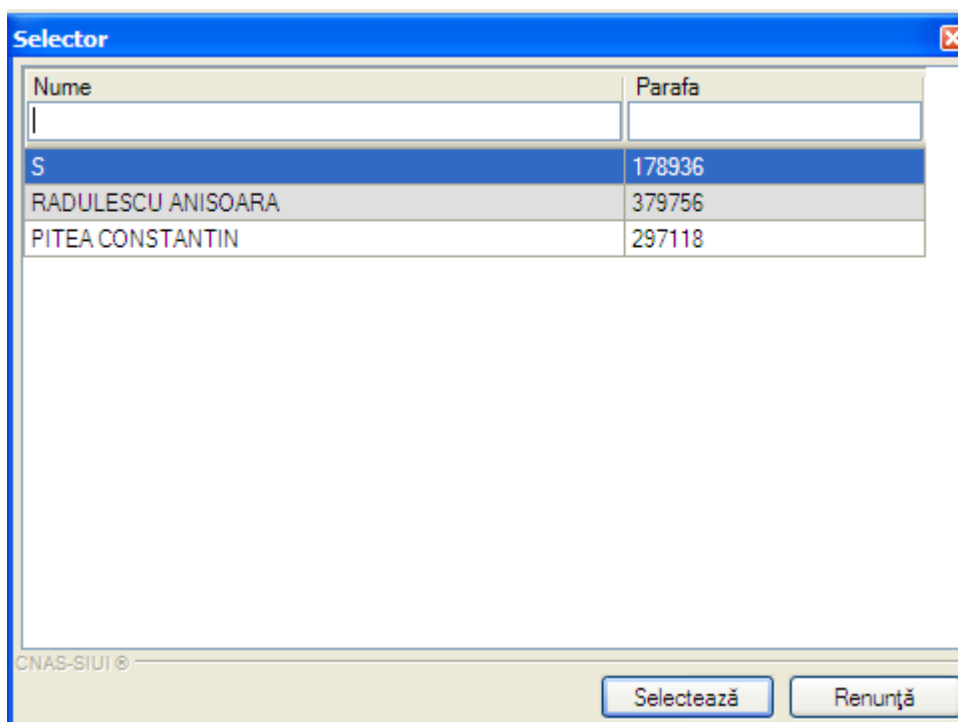 Selector
Nume Parafa
S 178936
RADULESCU ANISOARA 379756
PITEA CONSTANTIN 297118
CNAS-SIUI ®
Selectează Renunţă